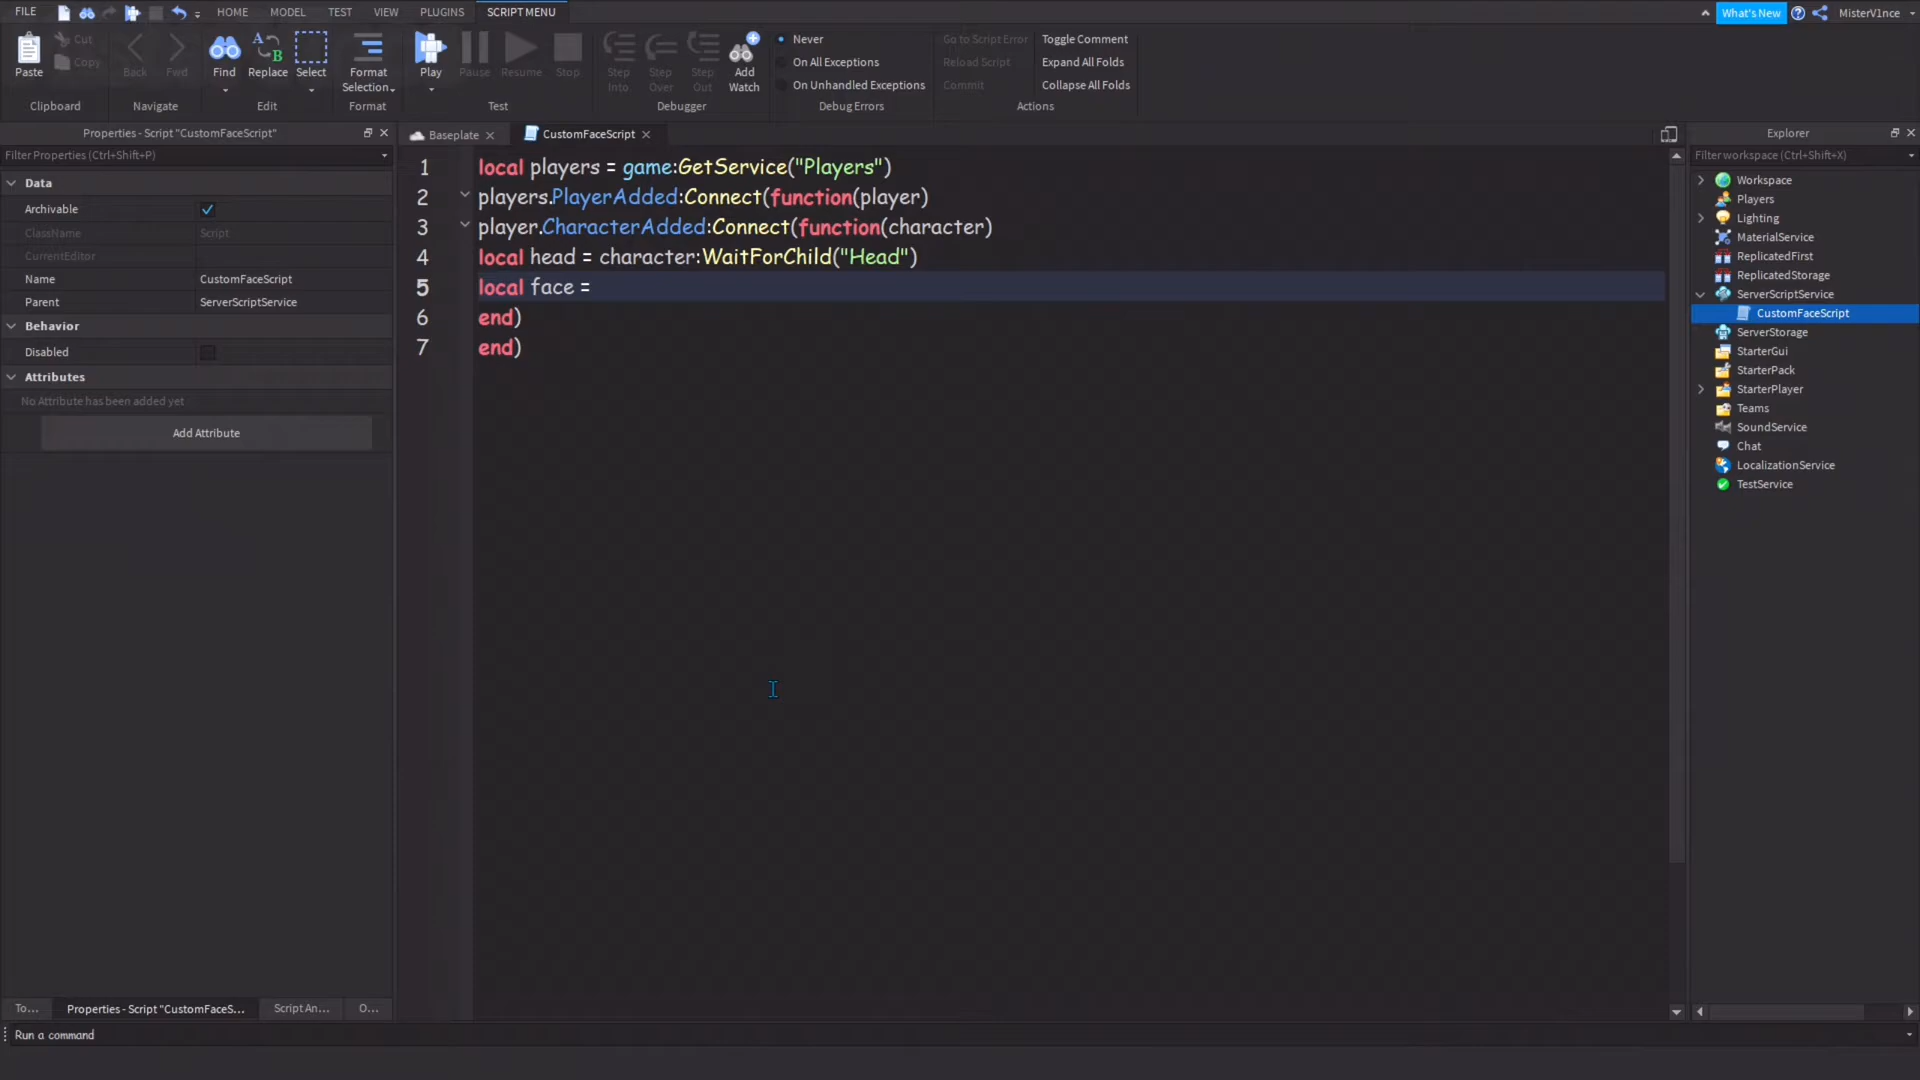 FILE
HOME
MODEL
TEST
VIEW
PLUGINS
SCRIPT MENU
What's New
MisterV1nce
Paste
Cut
Copy
Clipboard
Back
Fwd
Navigate
Find
Replace
Select
Edit
Format
Selection
Format
Play
Pause
Resume
Stop
Test
Step
Into
Step
Over
Step
Out
Add
Watch
Debugger
Never
On All Exceptions
On Unhandled Exceptions
Debug Errors
Go to Script Error
Reload Script
Commit
Toggle Comment
Expand All Folds
Collapse All Folds
Actions
Properties - Script "CustomFaceScript"
Filter Properties (Ctrl+Shift+P)
Data
Archivable
ClassName Script
CurrentEditor
Name CustomFaceScript
Parent ServerScriptService
Behavior
Disabled
Attributes
No Attribute has been added yet
Add Attribute
To...
Properties - Script "CustomFaceS...
Script An...
O...
Run a command
Baseplate
CustomFaceScript
1 local players = game:GetService("Players")
2 players.PlayerAdded:Connect(function(player)
3 player.CharacterAdded:Connect(function(character)
4 local head = character:WaitForChild("Head")
5 local face =
6 end)
7 end)
Explorer
Filter workspace (Ctrl+Shift+X)
Workspace
Players
Lighting
MaterialService
ReplicatedFirst
ReplicatedStorage
ServerScriptService
CustomFaceScript
ServerStorage
StarterGui
StarterPack
StarterPlayer
Teams
SoundService
Chat
LocalizationService
TestService